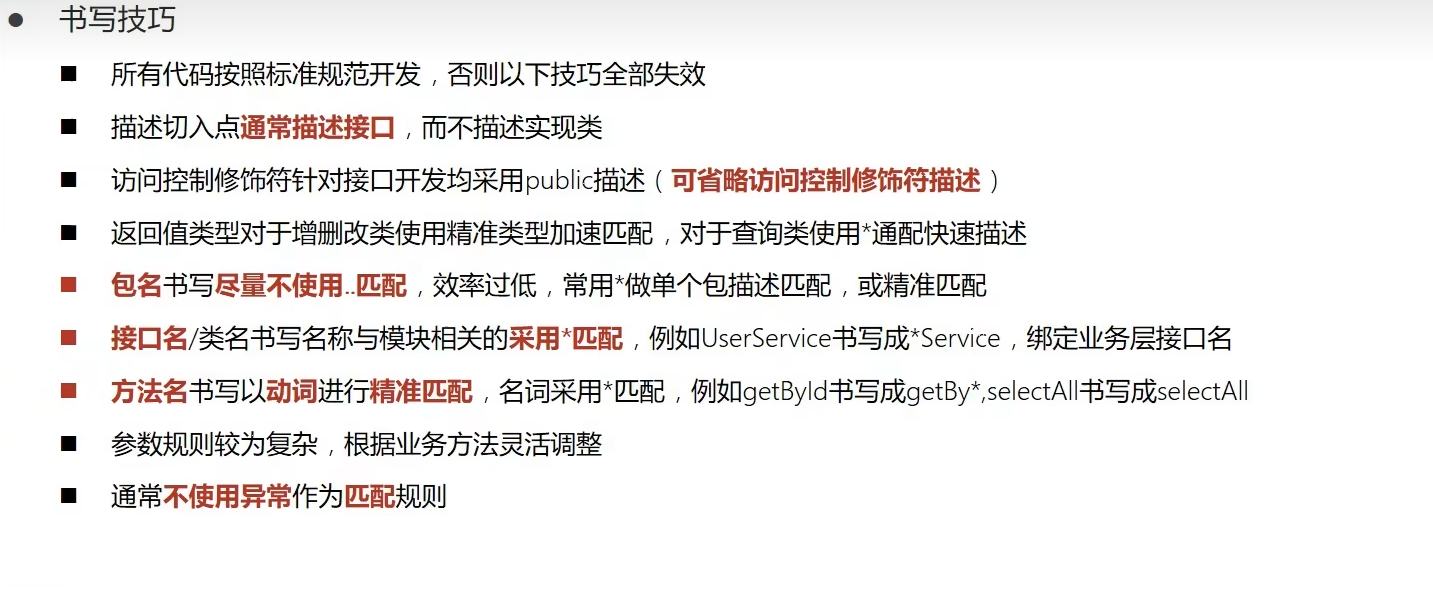 书写技巧
所有代码按照标准规范开发，否则以下技巧全部失效
描述切入点通常描述接口，而不描述实现类
访问控制修饰符针对接口开发均采用public描述（可省略访问控制修饰符描述）
返回值类型对于增删改类使用精准类型加速匹配，对于查询类使用*通配快速描述
包名书写尽量不使用..匹配，效率过低，常用*做单个包描述匹配，或精准匹配
接口名/类名书写名称与模块相关的采用*匹配，例如UserService书写成*Service，绑定业务层接口名
方法名书写以动词进行精准匹配，名词采用*匹配，例如getById书写成getBy*,selectAll书写成selectAll
参数规则较为复杂，根据业务方法灵活调整
通常不使用异常作为匹配规则